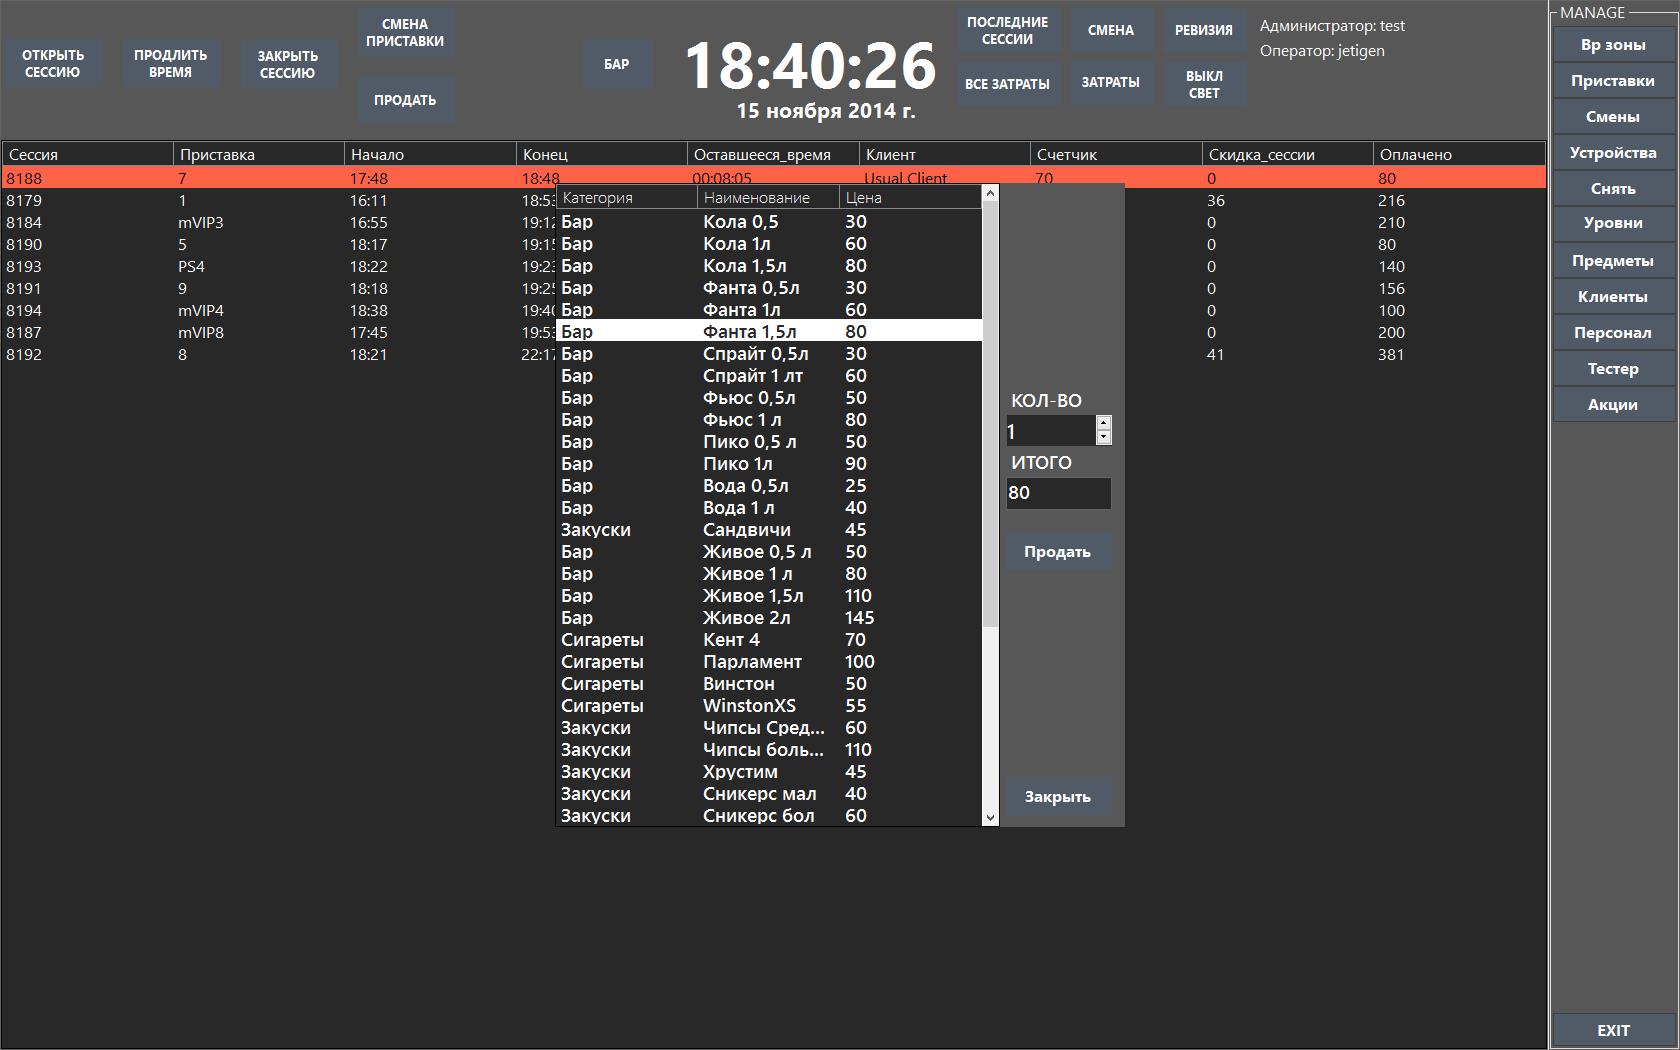 ОТКРЫТЬ
СЕССИЮ
ПРОДЛИТЬ
ВРЕМЯ
ЗАКРЫТЬ
СЕССИЮ
СМЕНА
ПРИСТАВКИ
ПРОДАТЬ
БАР
18:40:26
15 ноября 2014 г.
ПОСЛЕДНИЕ
СЕССИИ
СМЕНА
РЕВИЗИЯ
ВСЕ ЗАТРАТЫ
ЗАТРАТЫ
ВЫКЛ
СВЕТ
Администратор: test
Оператор: jetigen
Сессия Приставка Начало Конец Оставшееся_время Клиент Счетчик Скидка_сессии Оплачено
8188 7 17:48 18:48 00:08:05 Usual Client 70 0 80
8179 1 16:11 18:53 36 216
8184 mVIP3 16:55 19:12 0 210
8190 5 18:17 19:15 0 80
8193 PS4 18:22 19:23 0 140
8191 9 18:18 19:25 0 156
8194 mVIP4 18:38 19:40 0 100
8187 mVIP8 17:45 19:53 0 200
8192 8 18:21 22:17 41 381
Категория Наименование Цена
Бар Кола 0,5 30
Бар Кола 1л 60
Бар Кола 1,5л 80
Бар Фанта 0,5л 30
Бар Фанта 1л 60
Бар Фанта 1,5л 80
Бар Спрайт 0,5л 30
Бар Спрайт 1 лт 60
Бар Фьюс 0,5л 50
Бар Фьюс 1 л 80
Бар Пико 0,5 л 50
Бар Пико 1л 90
Бар Вода 0,5л 25
Бар Вода 1 л 40
Закуски Сандвичи 45
Бар Живое 0,5 л 50
Бар Живое 1 л 80
Бар Живое 1,5л 110
Бар Живое 2л 145
Сигареты Кент 4 70
Сигареты Парламент 100
Сигареты Винстон 50
Сигареты WinstonXS 55
Закуски Чипсы Сред... 60
Закуски Чипсы боль... 110
Закуски Хрустим 45
Закуски Сникерс мал 40
Закуски Сникерс бол 60
КОЛ-ВО
1
ИТОГО
80
Продать
Закрыть
MANAGE
Вр зоны
Приставки
Смены
Устройства
Снять
Уровни
Предметы
Клиенты
Персонал
Тестер
Акции
EXIT